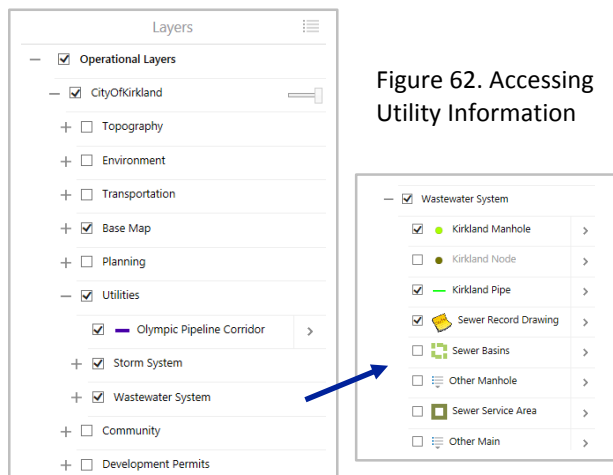 Layers
Operational Layers
CityOfKirkland
Topography
Environment
Transportation
Base Map
Planning
Utilities
Olympic Pipeline Corridor
Storm System
Wastewater System
Community
Development Permits
Figure 62. Accessing
Utility Information
Wastewater System
Kirkland Manhole
Kirkland Node
Kirkland Pipe
Sewer Record Drawing
Sewer Basins
Other Manhole
Sewer Service Area
Other Main